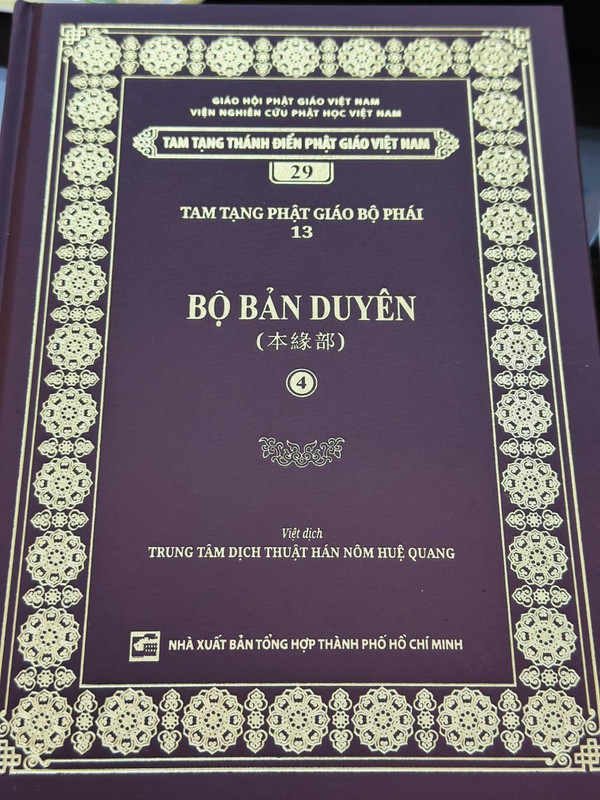 GIÁO HỘI PHẬT GIÁO VIỆT NAM
VIỆN NGHIÊN CỨU PHẬT HỌC VIỆT NAM
TAM TẠNG THÁNH ĐIỂN PHẬT GIÁO VIỆT NAM
29
TAM TẠNG PHẬT GIÁO BỘ PHÁI
13
BỘ BẢN DUYÊN
(本緣部)
4
Việt dịch
TRUNG TÂM DỊCH THUẬT HÁN NÔM HUỆ QUANG
NHÀ XUẤT BẢN TỔNG HỢP THÀNH PHỐ HỒ CHÍ MINH